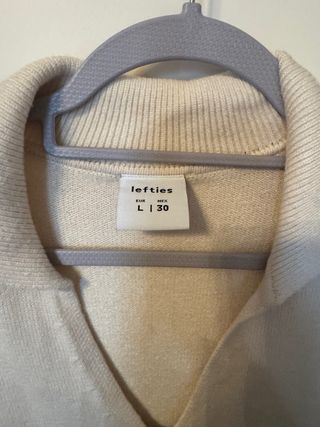 lefties
EUR MEX
L | 30